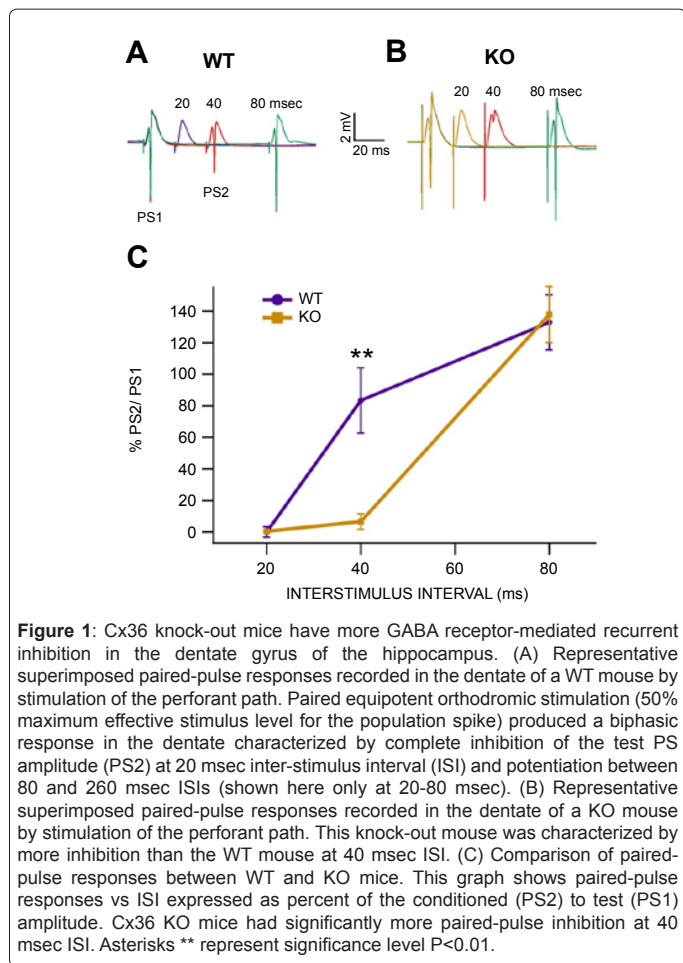 A
WT
B
KO
20 40 80 msec
20 40 80 msec
2 mV
20 ms
PS1
PS2
C
WT
KO
**
% PS2/ PS1
140
120
100
80
60
40
20
0
20 40 60 80
INTERSTIMULUS INTERVAL (ms)
Figure 1: Cx36 knock-out mice have more GABA receptor-mediated recurrent
inhibition in the dentate gyrus of the hippocampus. (A) Representative
superimposed paired-pulse responses recorded in the dentate of a WT mouse by
stimulation of the perforant path. Paired equipotent orthodromic stimulation (50%
maximum effective stimulus level for the population spike) produced a biphasic
response in the dentate characterized by complete inhibition of the test PS
amplitude (PS2) at 20 msec inter-stimulus interval (ISI) and potentiation between
80 and 260 msec ISIs (shown here only at 20-80 msec). (B) Representative
superimposed paired-pulse responses recorded in the dentate of a KO mouse
by stimulation of the perforant path. This knock-out mouse was characterized by
more inhibition than the WT mouse at 40 msec ISI. (C) Comparison of paired-
pulse responses between WT and KO mice. This graph shows paired-pulse
responses vs ISI expressed as percent of the conditioned (PS2) to test (PS1)
amplitude. Cx36 KO mice had significantly more paired-pulse inhibition at 40
msec ISI. Asterisks ** represent significance level P<0.01.